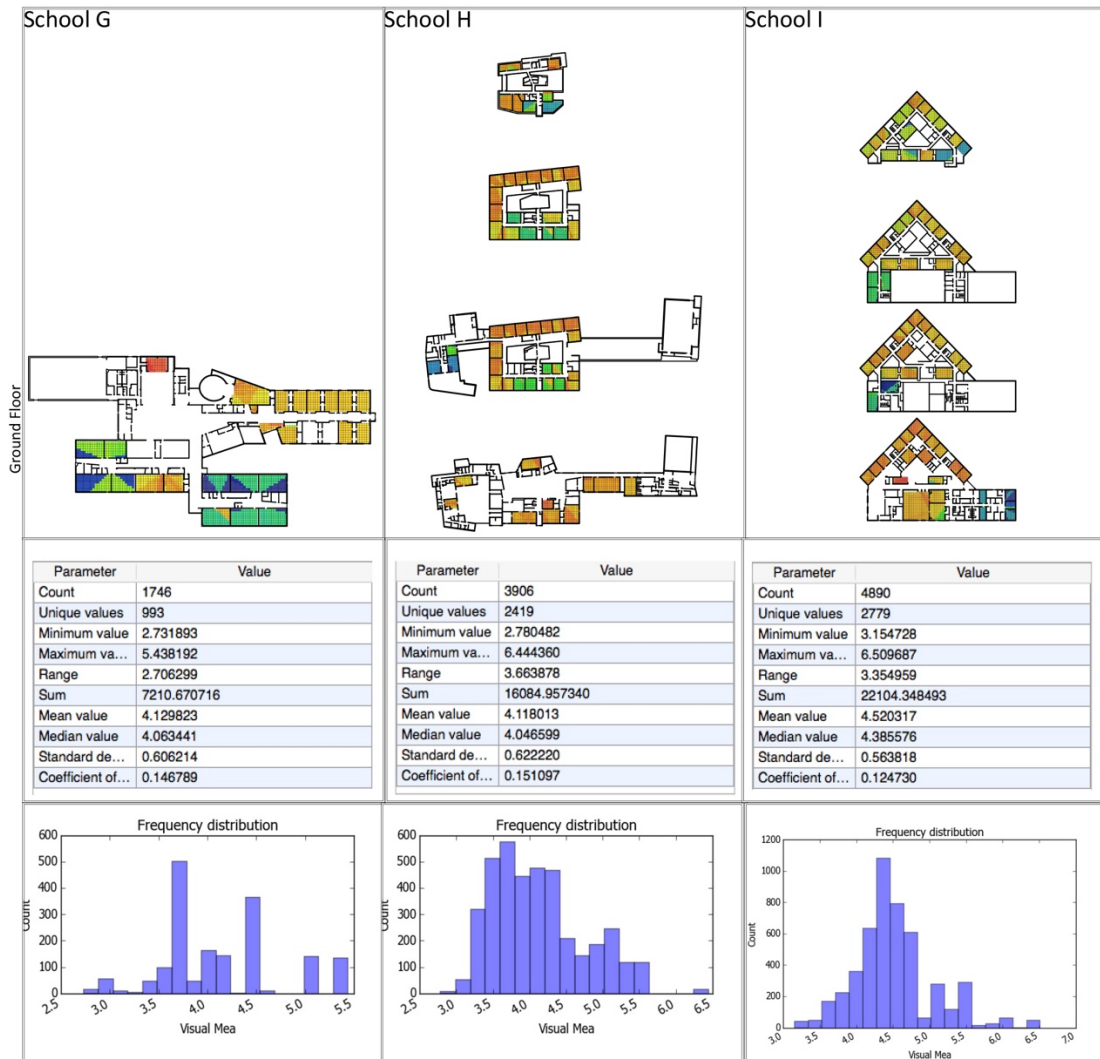 School G
School H
School I
Ground Floor
Parameter Value
Count 1746
Unique values 993
Minimum value 2.731893
Maximum va... 5.438192
Range 2.706299
Sum 7210.670716
Mean value 4.129823
Median value 4.063441
Standard de... 0.606214
Coefficient of... 0.146789
Parameter Value
Count 3906
Unique values 2419
Minimum value 2.780482
Maximum va... 6.444360
Range 3.663878
Sum 16084.957340
Mean value 4.118013
Median value 4.046599
Standard de... 0.622220
Coefficient of... 0.151097
Parameter Value
Count 4890
Unique values 2779
Minimum value 3.154728
Maximum va... 6.509687
Range 3.354959
Sum 22104.348493
Mean value 4.520317
Median value 4.385576
Standard de... 0.563818
Coefficient of... 0.124730
Frequency distribution
600
500
400
300
200
100
0
Count
2.5 3.0 3.5 4.0 4.5 5.0 5.5
Visual Mea
Frequency distribution
600
500
400
300
200
100
0
Count
3.0 3.5 4.0 4.5 5.0 5.5 6.0 6.5
Visual Mea
Frequency distribution
1200
1000
800
600
400
200
0
Count
3.0 3.5 4.0 4.5 5.0 5.5 6.0 6.5 7.0
Visual Mea